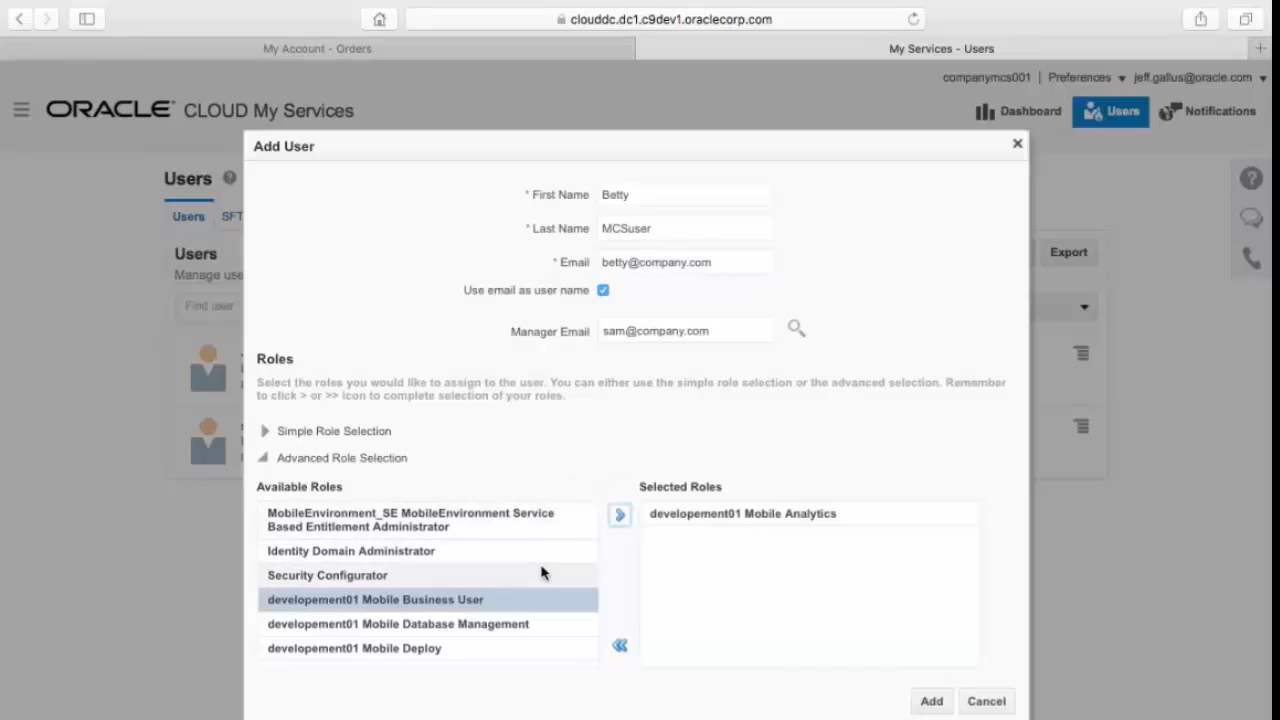 clouddc.dc1.c9dev1.oraclecorp.com
My Account - Orders
My Services - Users
companymcs001 Preferences jeff.gallus@oracle.com
ORACLE CLOUD My Services
Dashboard
Users
Notifications
Add User
Users
Users SFT
Users
Manage use
Find user
Export
* First Name Betty
* Last Name MCSuser
* Email betty@company.com
Use email as user name
Manager Email sam@company.com
Roles
Select the roles you would like to assign to the user. You can either use the simple role selection or the advanced selection. Remember
to click > or >> icon to complete selection of your roles.
Simple Role Selection
Advanced Role Selection
Available Roles
MobileEnvironment_SE MobileEnvironment Service
Based Entitlement Administrator
Identity Domain Administrator
Security Configurator
developement01 Mobile Business User
developement01 Mobile Database Management
developement01 Mobile Deploy
Selected Roles
developement01 Mobile Analytics
Add Cancel